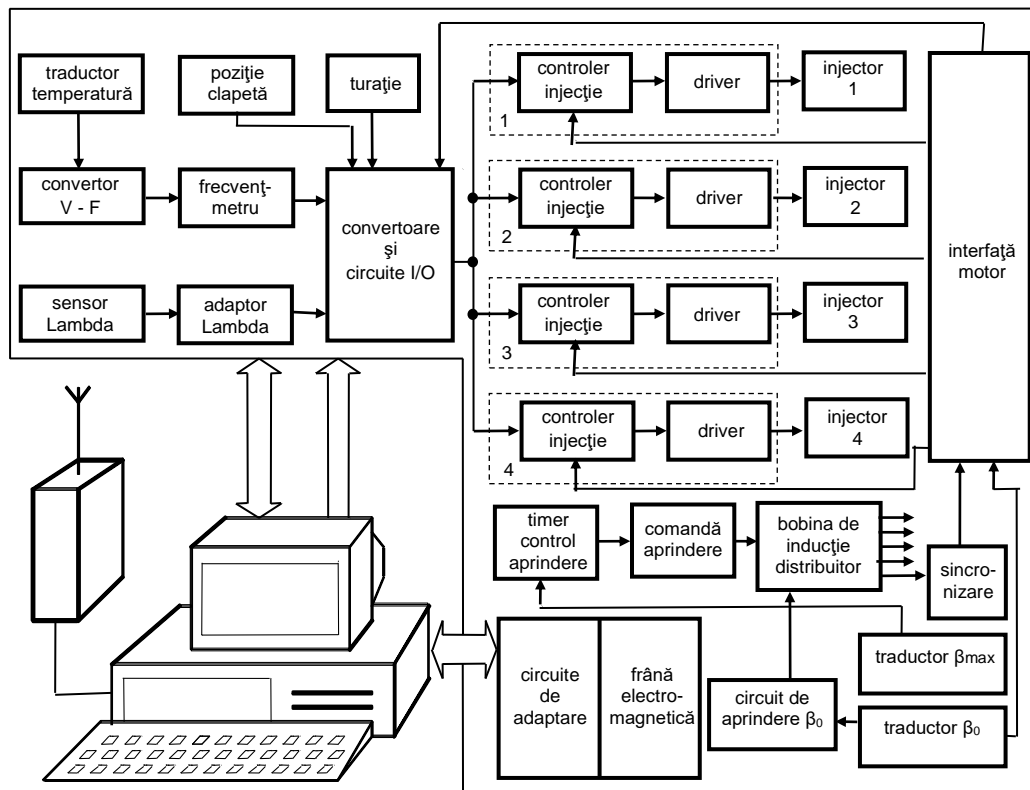 traductor
temperatură
poziţie
clapetă
turaţie
convertor
V - F
frecvenţ-
metru
convertoare
şi
circuite I/O
sensor
Lambda
adaptor
Lambda
controler
injecţie
driver
injector
1
1
controler
injecţie
driver
injector
2
2
controler
injecţie
driver
injector
3
3
controler
injecţie
driver
injector
4
4
interfaţă
motor
timer
control
aprindere
comandă
aprindere
bobina de
inducţie
distribuitor
sincro-
nizare
traductor βmax
circuite
de
adaptare
frână
electro-
magnetică
circuit de
aprindere β₀
traductor β₀